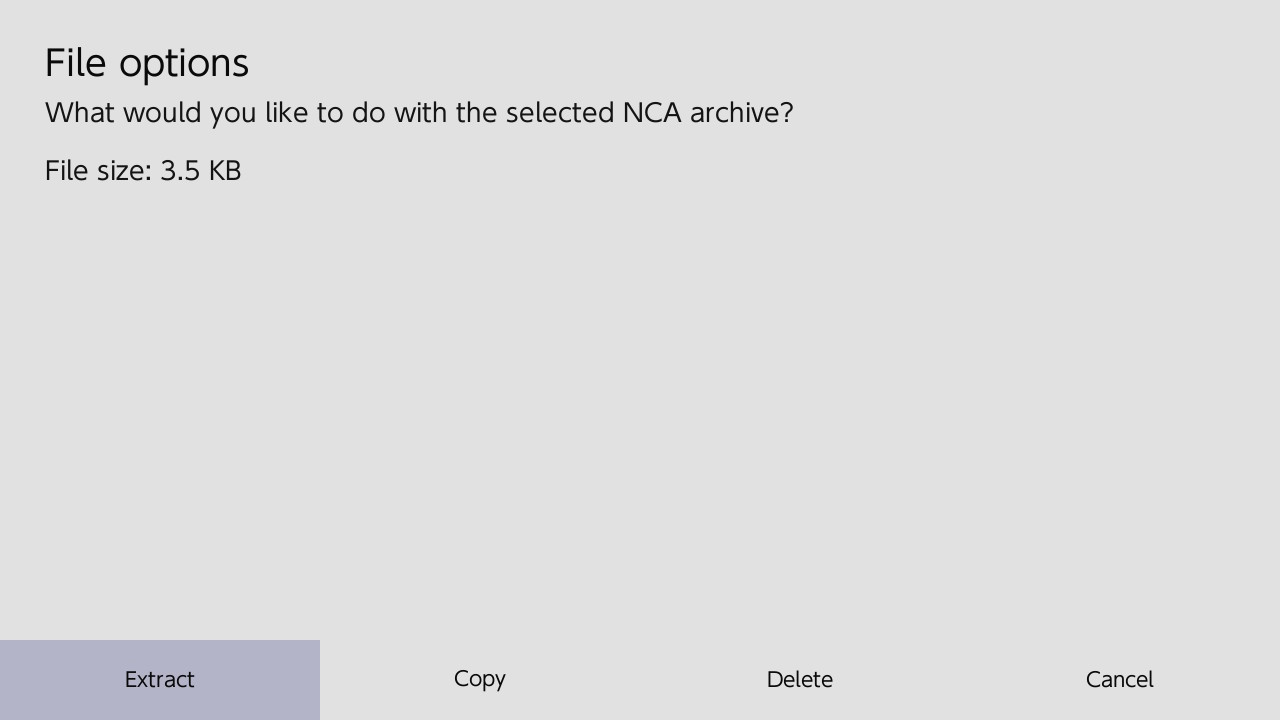 File options
What would you like to do with the selected NCA archive?
File size: 3.5 KB
Extract
Copy
Delete
Cancel